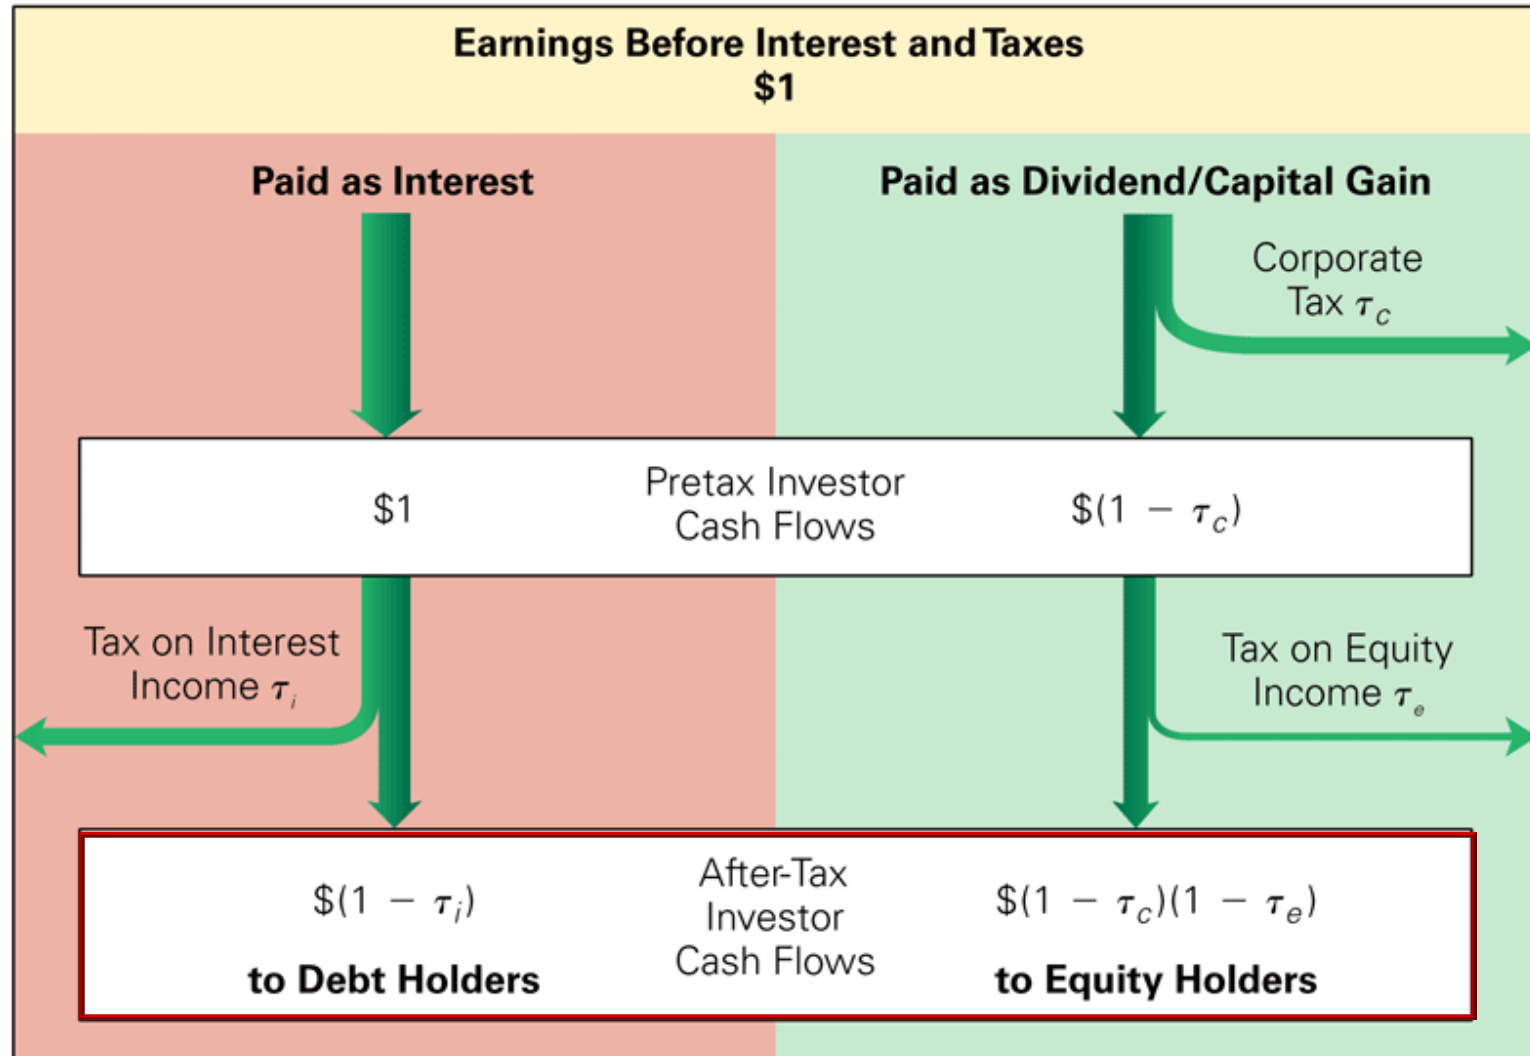 Earnings Before Interest and Taxes
$1
Paid as Interest
Paid as Dividend/Capital Gain
Corporate
Tax τc
$1
Pretax Investor
Cash Flows
$(1 − τc)
Tax on Interest
Income τi
Tax on Equity
Income τe
$(1 − τi)
to Debt Holders
After-Tax
Investor
Cash Flows
$(1 − τc)(1 − τe)
to Equity Holders